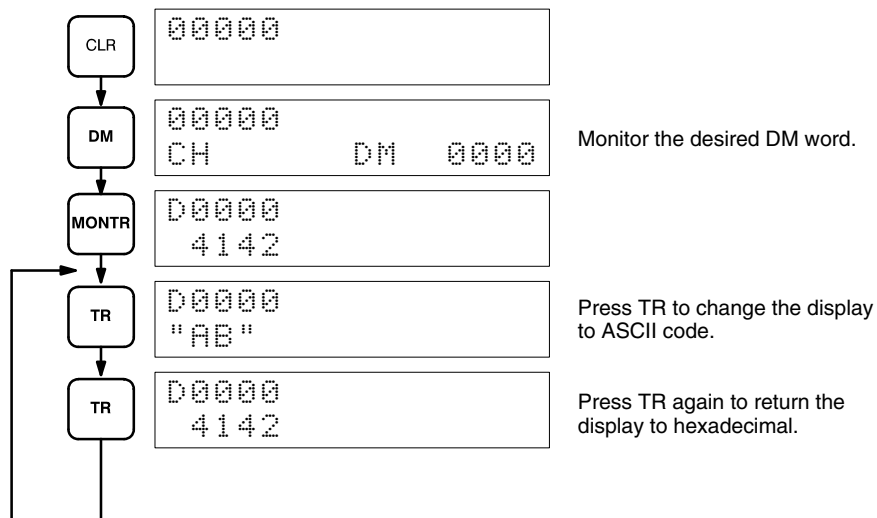 CLR
00000
DM
00000
CH DM 0000
Monitor the desired DM word.
MONTR
D0000
4142
TR
D0000
"AB"
Press TR to change the display
to ASCII code.
TR
D0000
4142
Press TR again to return the
display to hexadecimal.